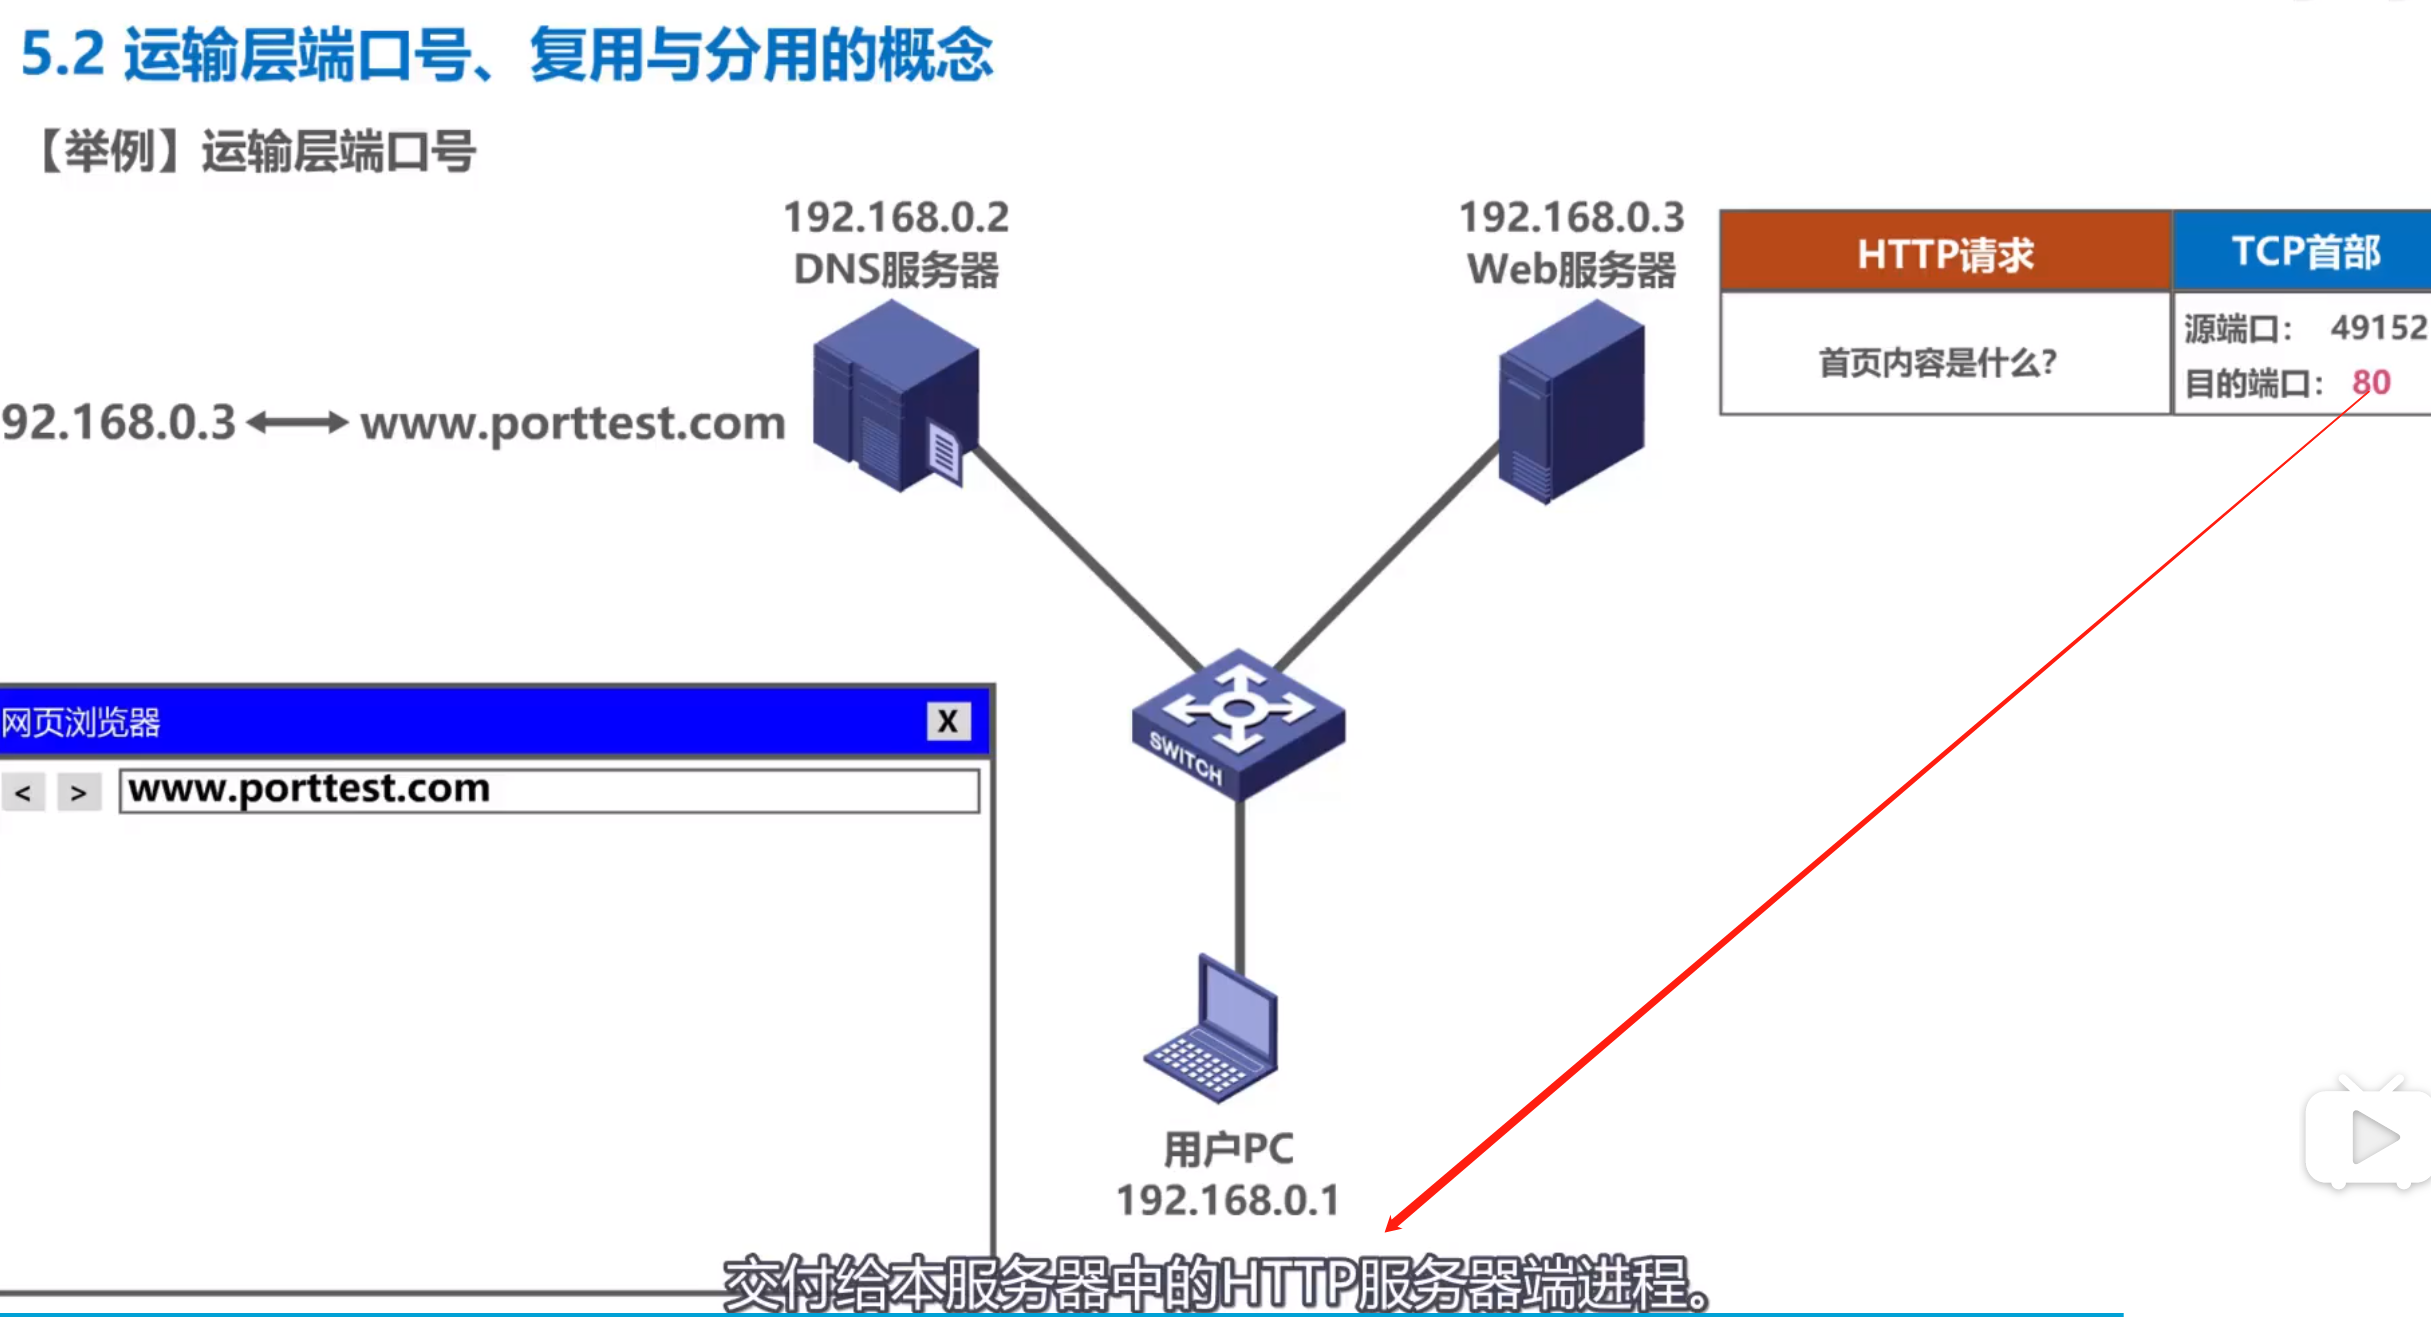 5.2 运输层端口号、复用与分用的概念
【举例】运输层端口号
192.168.0.2
DNS服务器
192.168.0.3
Web服务器
HTTP请求
TCP首部
首页内容是什么?
源端口: 49152
目的端口: 80
92.168.0.3
www.porttest.com
网页浏览器
X
< >
www.porttest.com
SWITCH
用户PC
192.168.0.1
交付给本服务器中的HTTP服务器端进程。